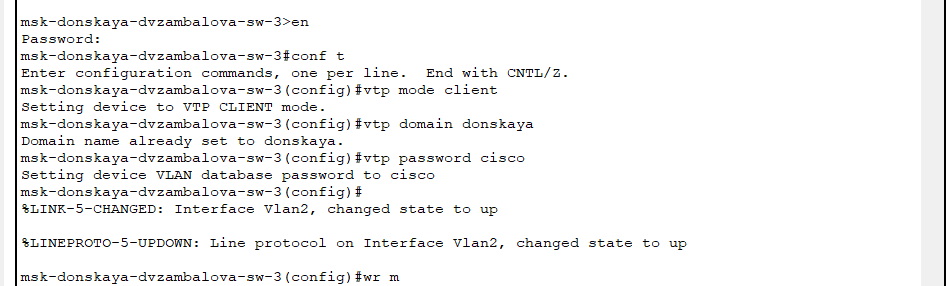 msk-donskaya-dvzambalova-sw-3>en
Password:
msk-donskaya-dvzambalova-sw-3#conf t
Enter configuration commands, one per line.  End with CNTL/Z.
msk-donskaya-dvzambalova-sw-3(config)#vtp mode client
Setting device to VTP CLIENT mode.
msk-donskaya-dvzambalova-sw-3(config)#vtp domain donskaya
Domain name already set to donskaya.
msk-donskaya-dvzambalova-sw-3(config)#vtp password cisco
Setting device VLAN database password to cisco
msk-donskaya-dvzambalova-sw-3(config)#
%LINK-5-CHANGED: Interface Vlan2, changed state to up
%LINEPROTO-5-UPDOWN: Line protocol on Interface Vlan2, changed state to up
msk-donskaya-dvzambalova-sw-3(config)#wr m